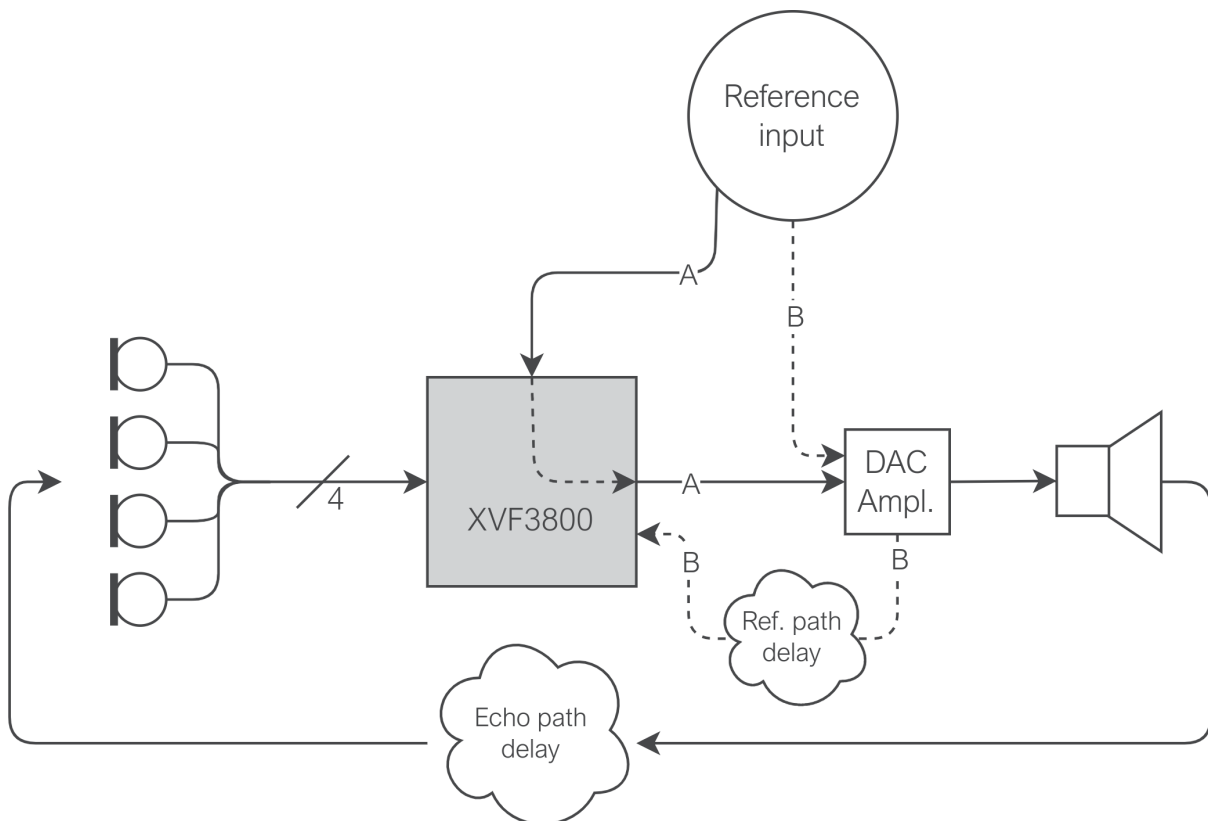 Reference
input
A
B
4
XVF3800
A
DAC
Ampl.
B
B
Ref. path
delay
Echo path
delay